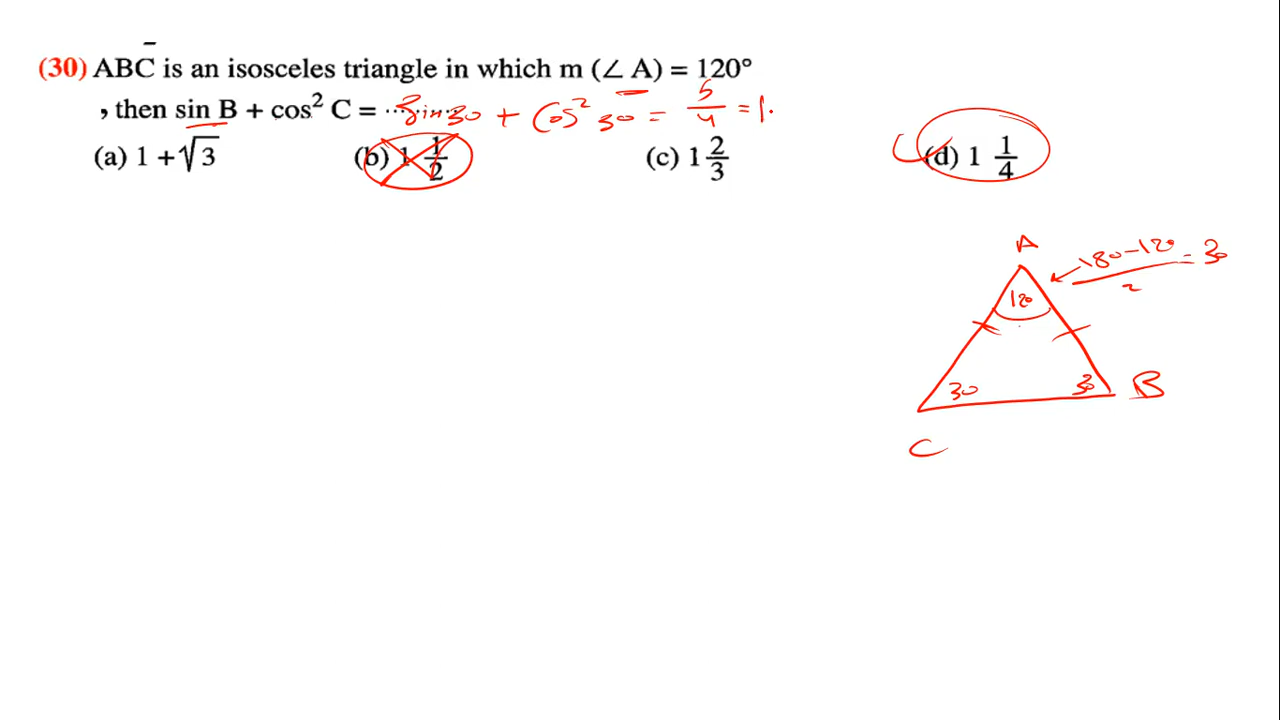 (30) ABC is an isosceles triangle in which m (∠ A) = 120°
, then sin B + cos² C = ........ sin 30 + cos² 30 = 5/4 = 1.
(a) 1 + √3 (b) 1 1/2 (c) 1 2/3 (d) 1 1/4
A
180-120/2 = 30
120
30 30 B
C